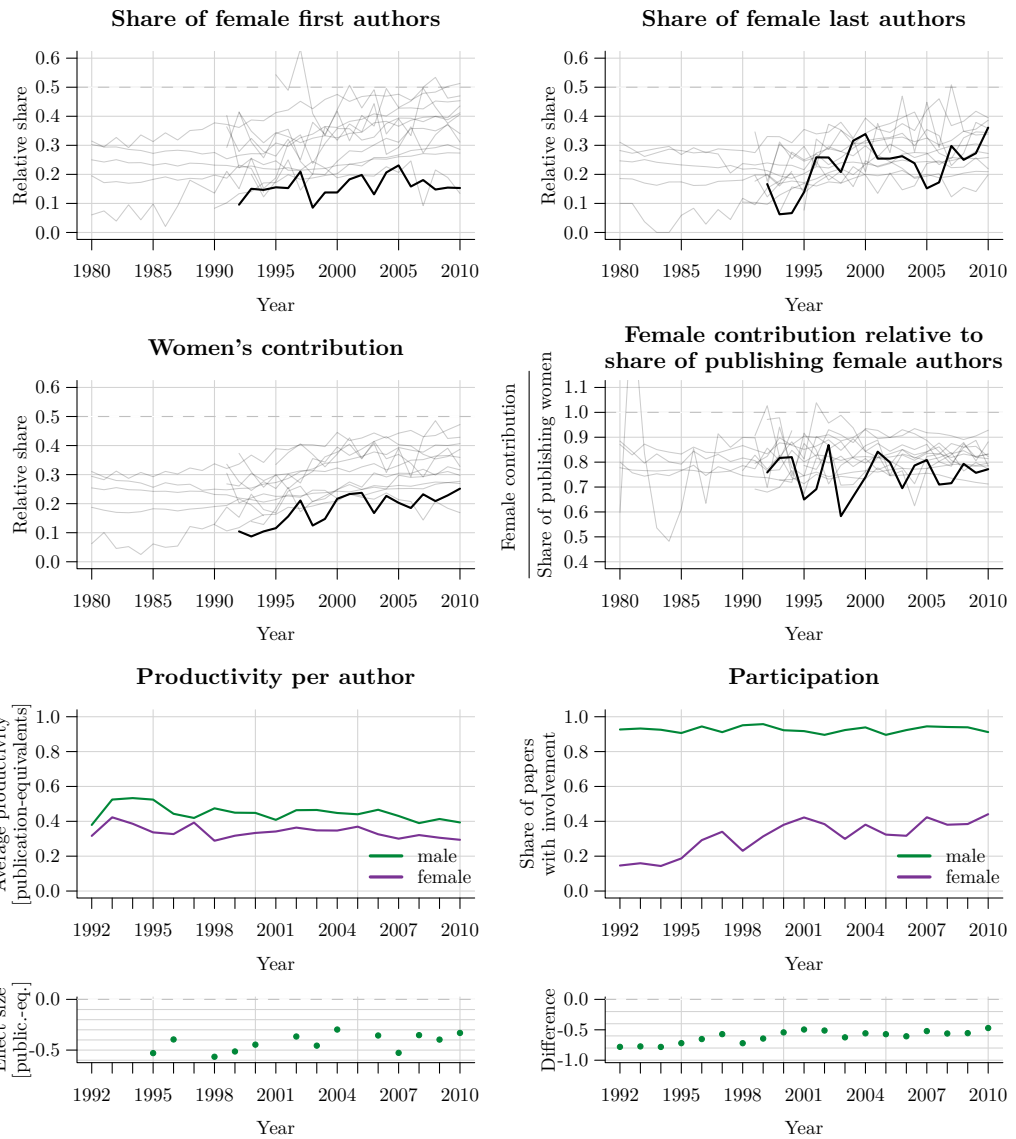 Share of female first authors
Relative share
0.6
0.5
0.4
0.3
0.2
0.1
0.0
1980 1985 1990 1995 2000 2005 2010
Year
Share of female last authors
Relative share
0.6
0.5
0.4
0.3
0.2
0.1
0.0
1980 1985 1990 1995 2000 2005 2010
Year
Women's contribution
Relative share
0.6
0.5
0.4
0.3
0.2
0.1
0.0
1980 1985 1990 1995 2000 2005 2010
Year
Female contribution relative to
share of publishing female authors
Female contribution
Share of publishing women
1.1
1.0
0.9
0.8
0.7
0.6
0.5
0.4
1980 1985 1990 1995 2000 2005 2010
Year
Productivity per author
Average productivity
[publication-equivalents]
1.0
0.8
0.6
0.4
0.2
0.0
male
female
1992 1995 1998 2001 2004 2007 2010
Year
Participation
Share of papers
with involvement
1.0
0.8
0.6
0.4
0.2
0.0
male
female
1992 1995 1998 2001 2004 2007 2010
Year
Effect size
[public.-eq.]
0.0
-0.5
1992 1995 1998 2001 2004 2007 2010
Year
Difference
0.0
-0.5
-1.0
1992 1995 1998 2001 2004 2007 2010
Year